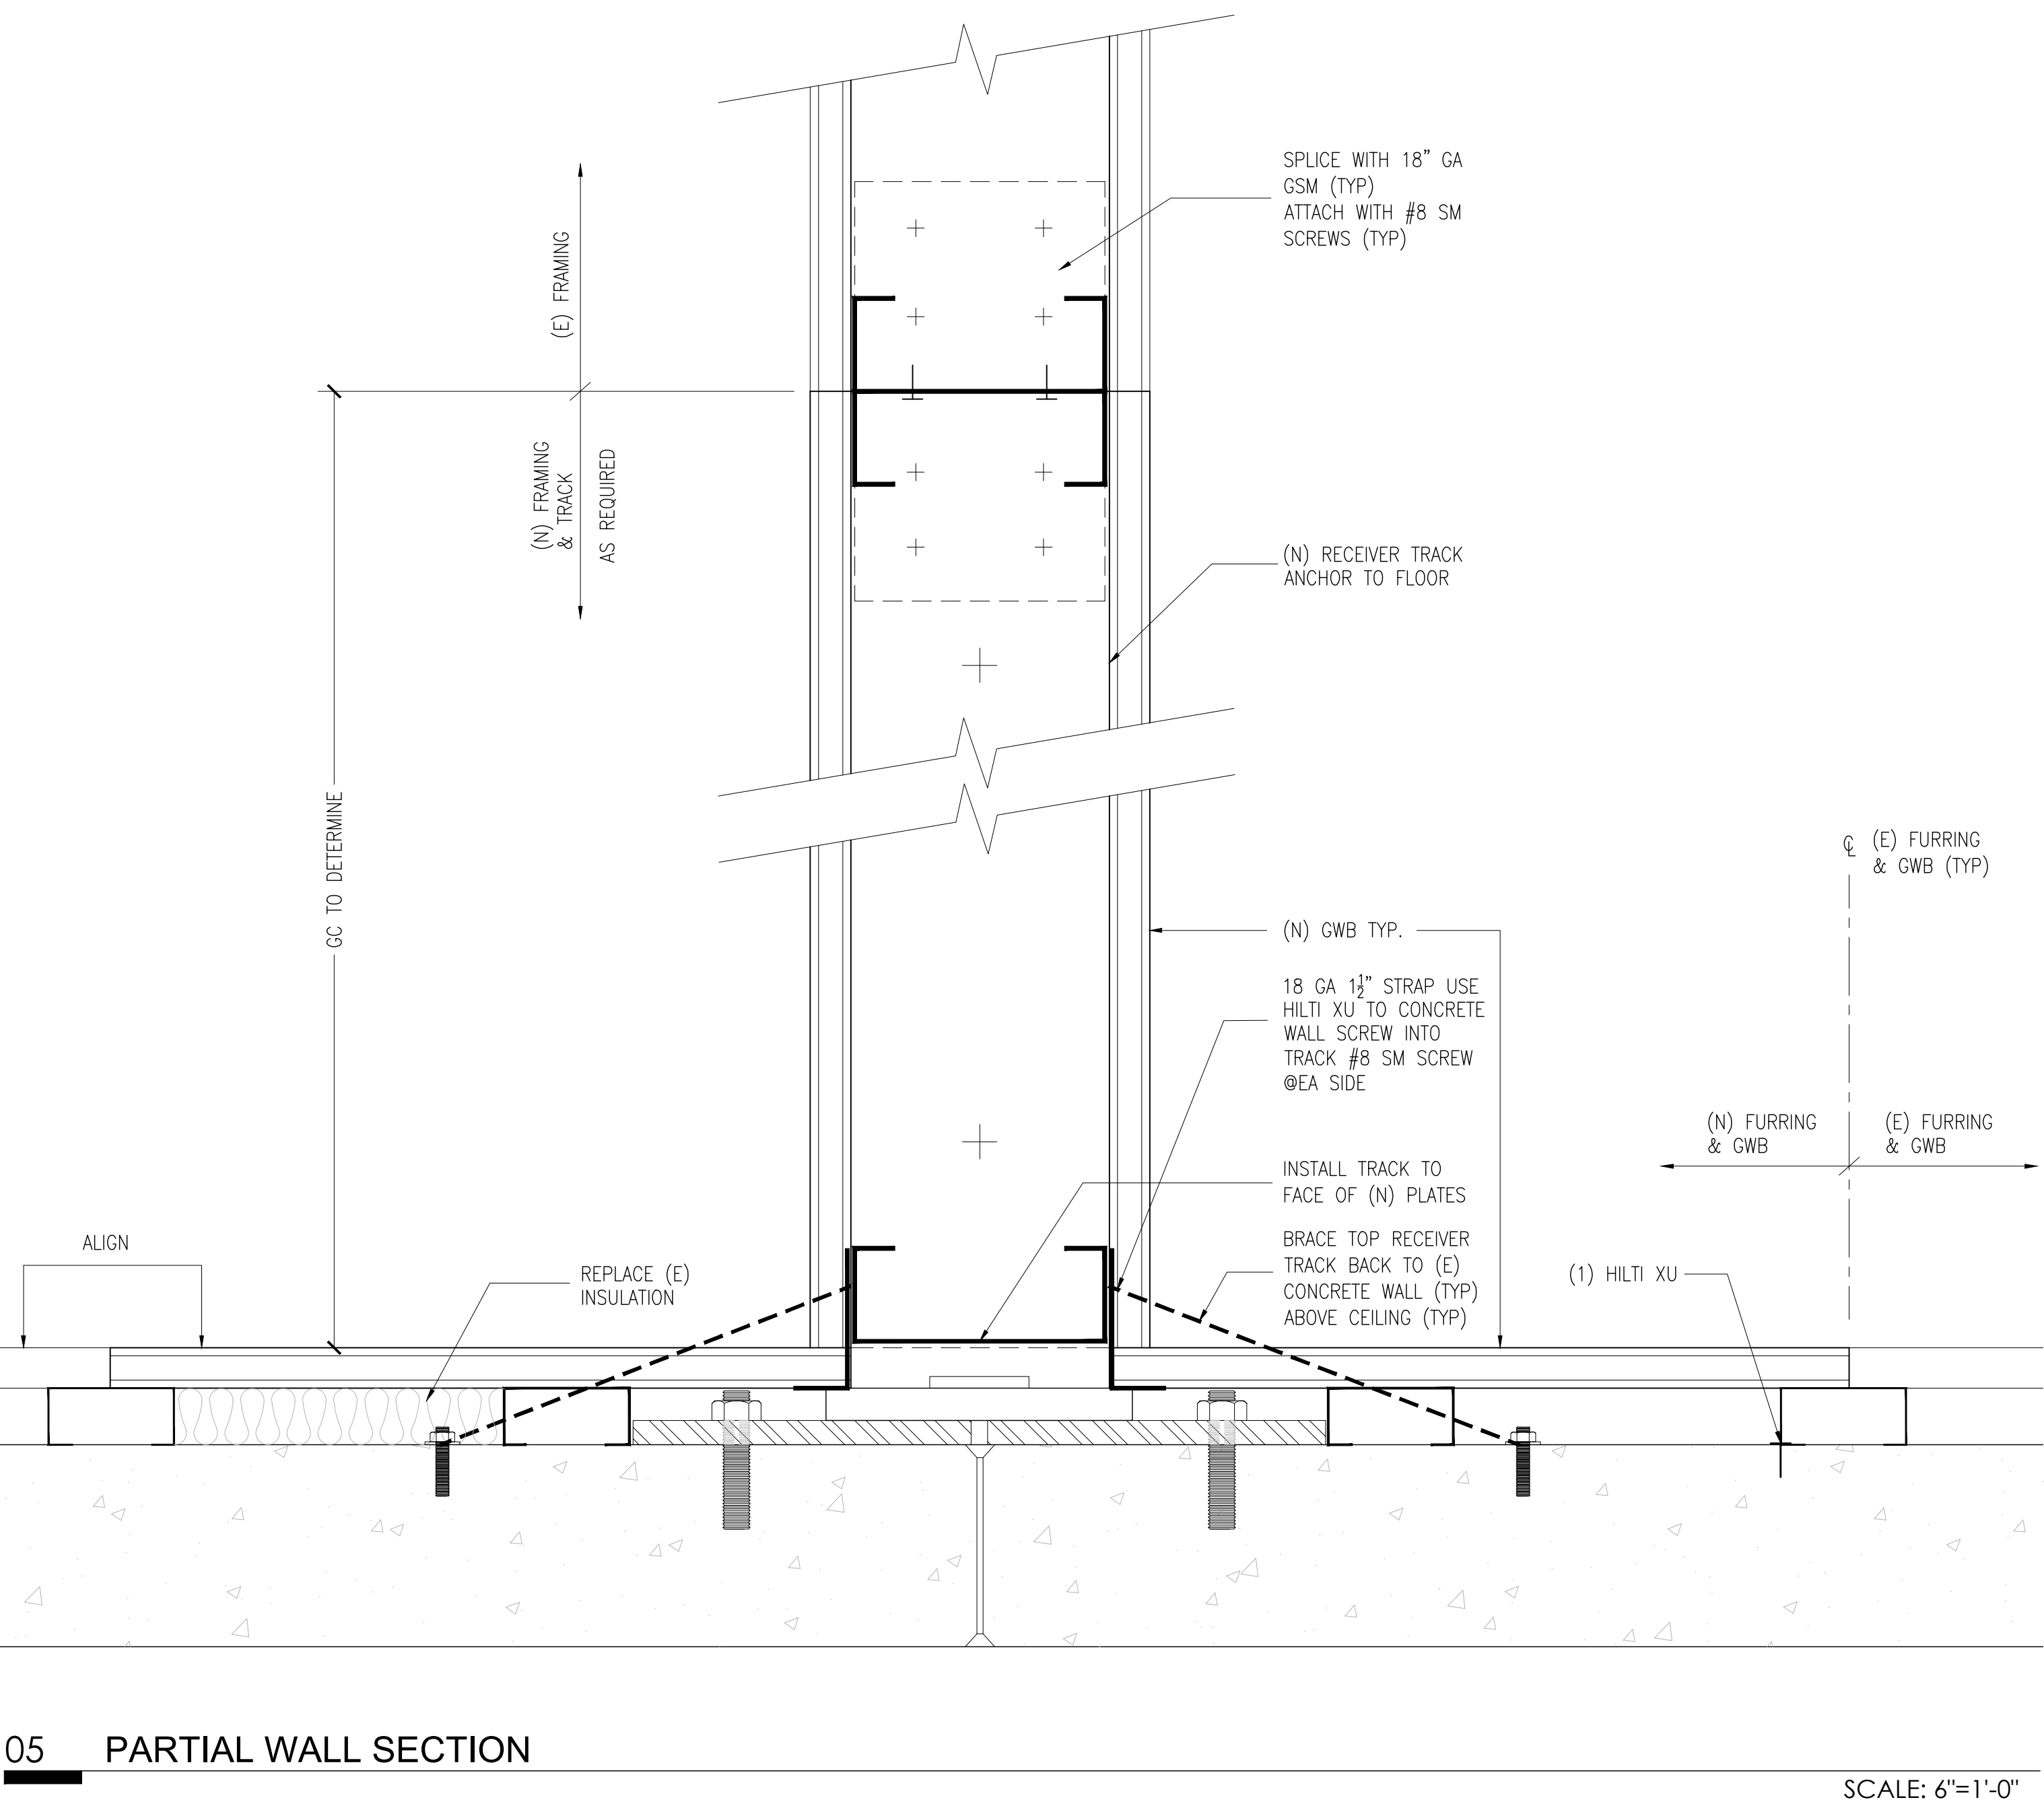 SPLICE WITH 18" GA
GSM (TYP)
ATTACH WITH #8 SM
SCREWS (TYP)
(E) FRAMING
(N) FRAMING
& TRACK
AS REQUIRED
(N) RECEIVER TRACK
ANCHOR TO FLOOR
GC TO DETERMINE
℄ (E) FURRING
& GWB (TYP)
(N) GWB TYP.
18 GA 1½" STRAP USE
HILTI XU TO CONCRETE
WALL SCREW INTO
TRACK #8 SM SCREW
@EA SIDE
(N) FURRING
& GWB
(E) FURRING
& GWB
INSTALL TRACK TO
FACE OF (N) PLATES
ALIGN
BRACE TOP RECEIVER
TRACK BACK TO (E)
CONCRETE WALL (TYP)
ABOVE CEILING (TYP)
REPLACE (E)
INSULATION
(1) HILTI XU
05 PARTIAL WALL SECTION
SCALE: 6"=1'-0"